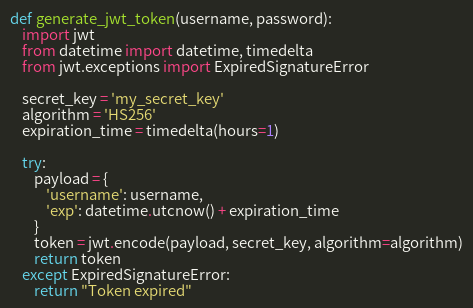 def generate_jwt_token(username, password):
    import jwt
    from datetime import datetime, timedelta
    from jwt.exceptions import ExpiredSignatureError

    secret_key = 'my_secret_key'
    algorithm = 'HS256'
    expiration_time = timedelta(hours=1)

    try:
        payload = {
            'username': username,
            'exp': datetime.utcnow() + expiration_time
        }
        token = jwt.encode(payload, secret_key, algorithm=algorithm)
        return token
    except ExpiredSignatureError:
        return "Token expired"